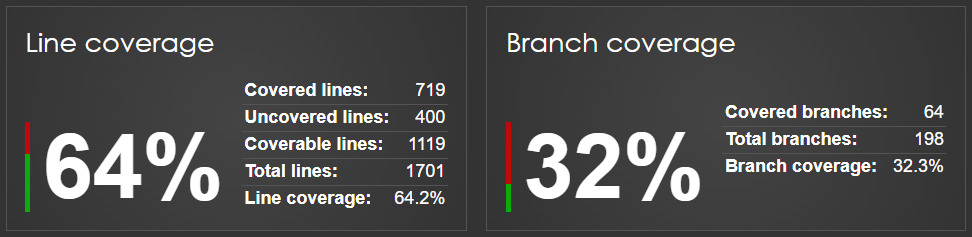 Line coverage
64%
Covered lines: 719
Uncovered lines: 400
Coverable lines: 1119
Total lines: 1701
Line coverage: 64.2%
Branch coverage
32%
Covered branches: 64
Total branches: 198
Branch coverage: 32.3%